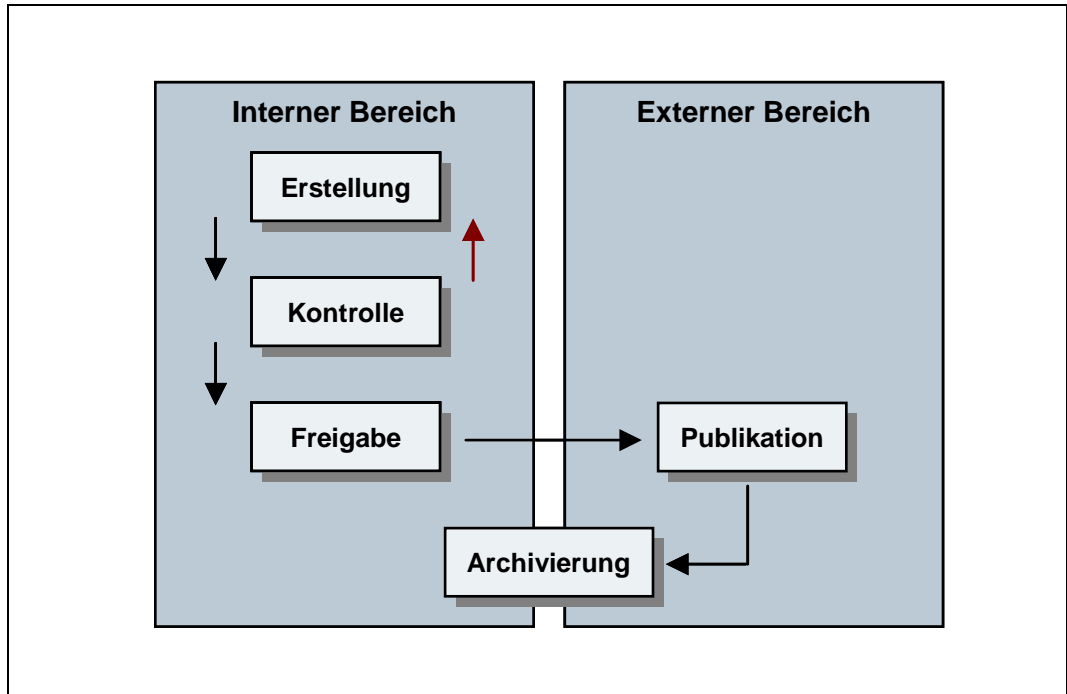 Interner Bereich
Externer Bereich
Erstellung
Kontrolle
Freigabe
Publikation
Archivierung